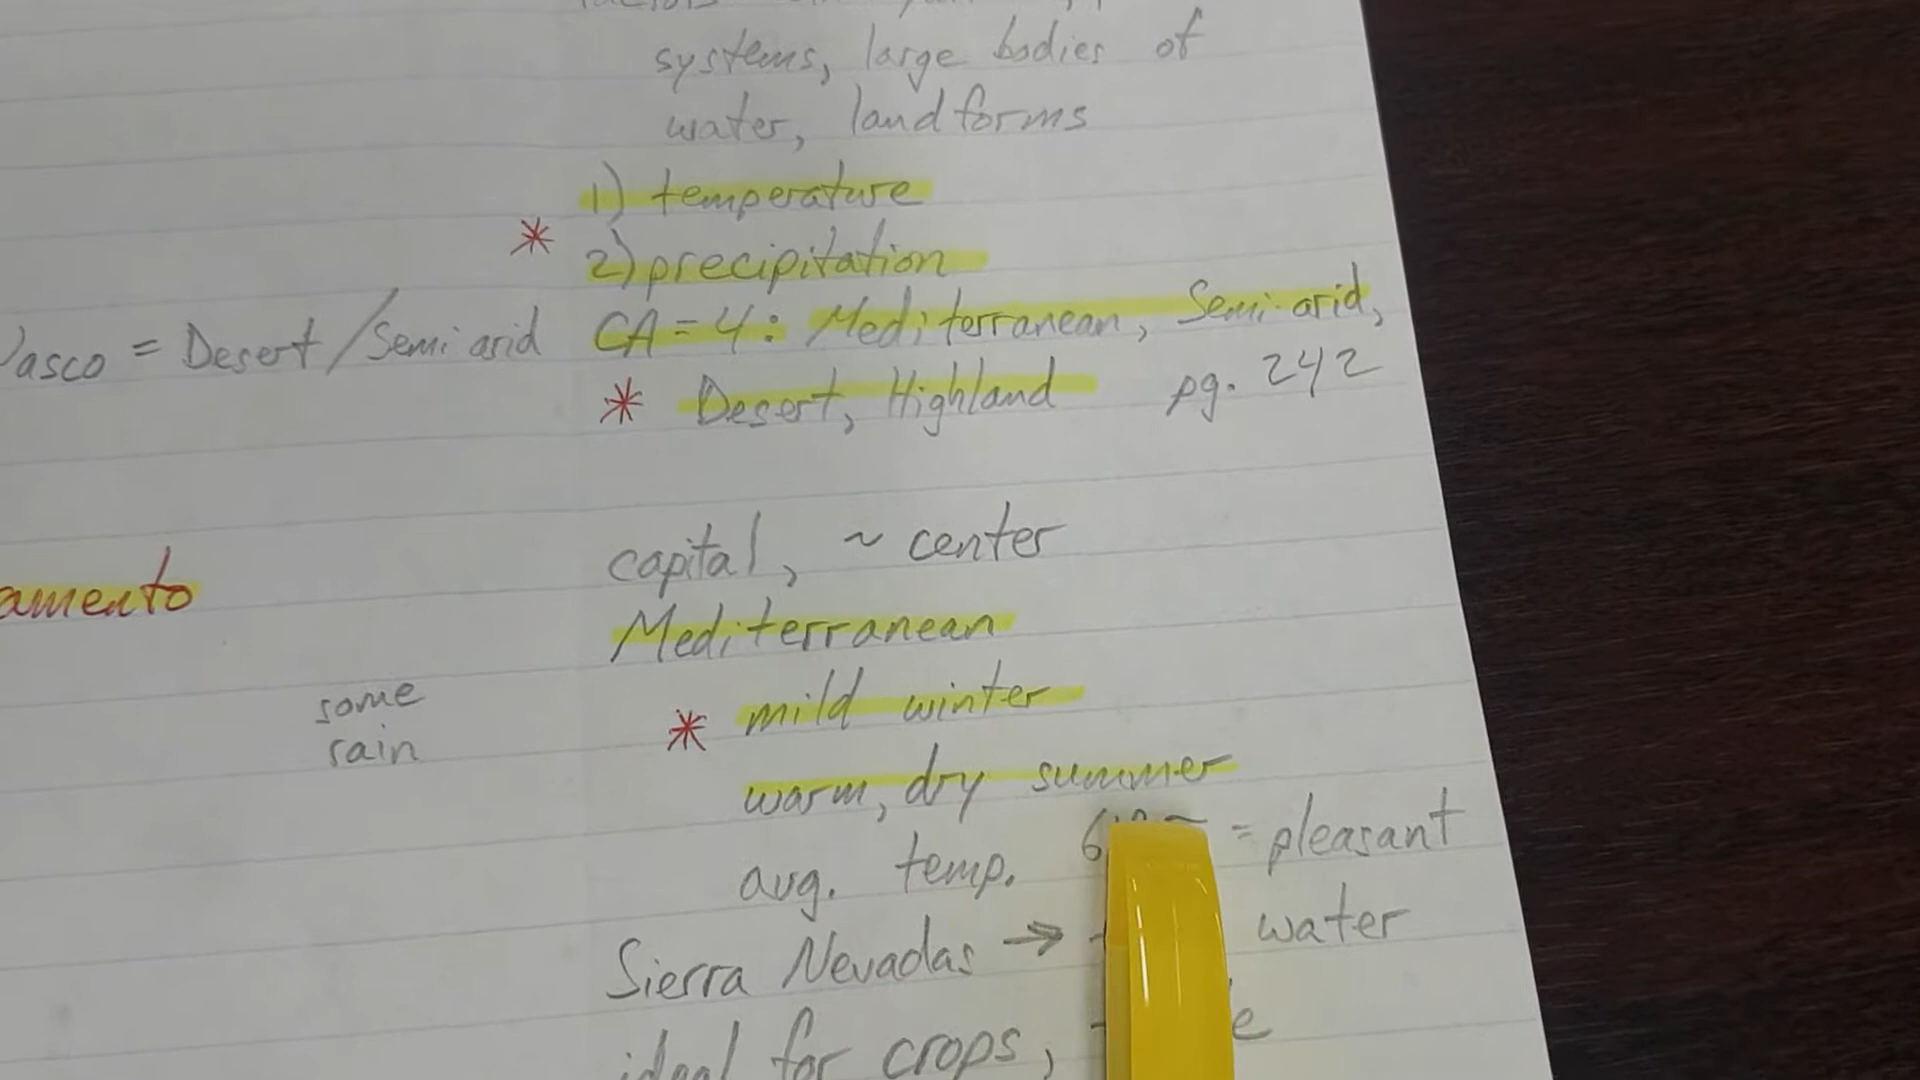 systems, large bodies of
water, landforms
1) temperature
*
2) precipitation
= Desert/Semi arid CA = 4: Mediterranean, Semi-arid,
* Desert, Highland pg. 242
capital, ~ center
Mediterranean
some
rain
* mild winter
warm, dry summer
avg. temp. = pleasant
Sierra Nevadas → water
ideal for crops,